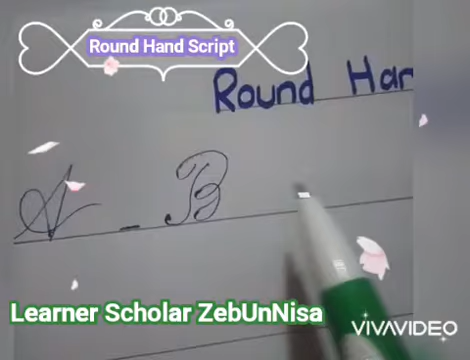 Round Hand Script
Round Har
A - B
Learner Scholar ZebUnNisa
VIVAVIDEO